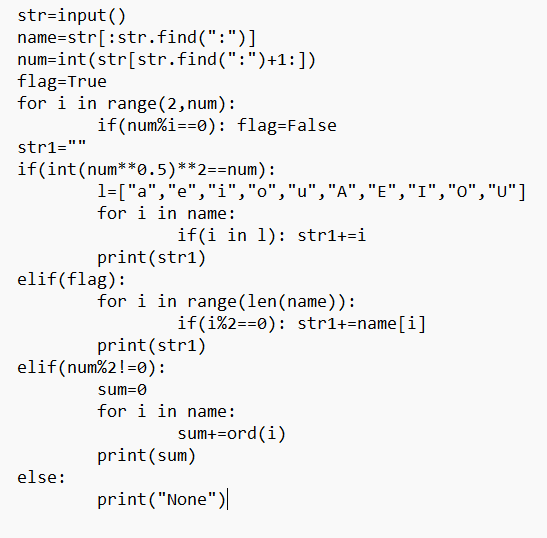 str=input()
name=str[:str.find(":")]
num=int(str[str.find(":")+1:])
flag=True
for i in range(2,num):
        if(num%i==0): flag=False
str1=""
if(int(num**0.5)**2==num):
        l=["a","e","i","o","u","A","E","I","O","U"]
        for i in name:
                if(i in l): str1+=i
        print(str1)
elif(flag):
        for i in range(len(name)):
                if(i%2==0): str1+=name[i]
        print(str1)
elif(num%2!=0):
        sum=0
        for i in name:
                sum+=ord(i)
        print(sum)
else:
        print("None")